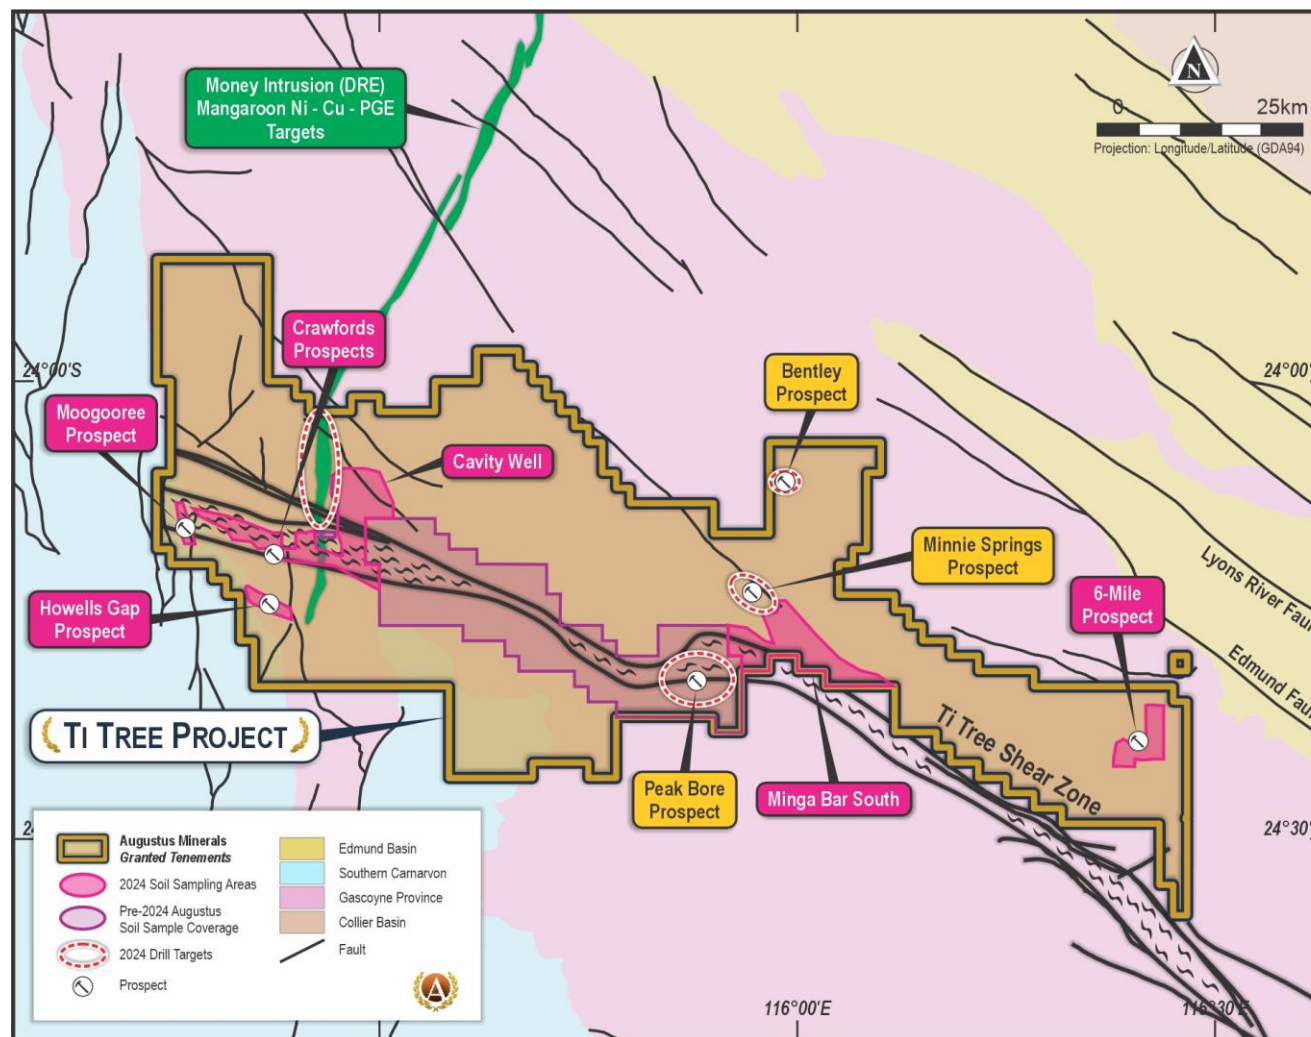 Money Intrusion (DRE)
Mangaroon Ni - Cu - PGE
Targets
N
0 25km
Projection: Longitude/Latitude (GDA94)
Crawfords
Prospects
24°00'S
24°00'
Bentley
Prospect
Moogooree
Prospect
Cavity Well
Minnie Springs
Prospect
Lyons River Faul
6-Mile
Prospect
Howells Gap
Prospect
Edmund Faul
TI TREE PROJECT
Ti Tree Shear Zone
Peak Bore
Prospect
Minga Bar South
24°30'
24°
Augustus Minerals
Granted Tenements
2024 Soil Sampling Areas
Pre-2024 Augustus
Soil Sample Coverage
2024 Drill Targets
Prospect
Edmund Basin
Southern Carnarvon
Gascoyne Province
Collier Basin
Fault
A
116°00'E
116°30'E